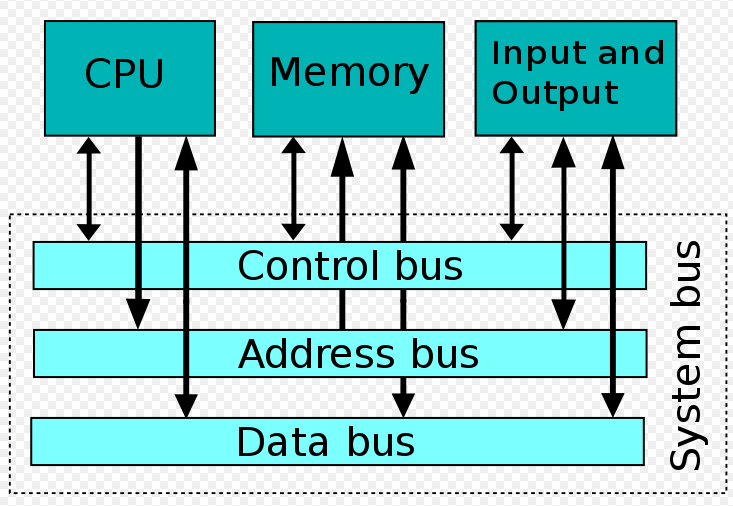 CPU
Memory
Input and
Output
Control bus
Address bus
Data bus
System bus